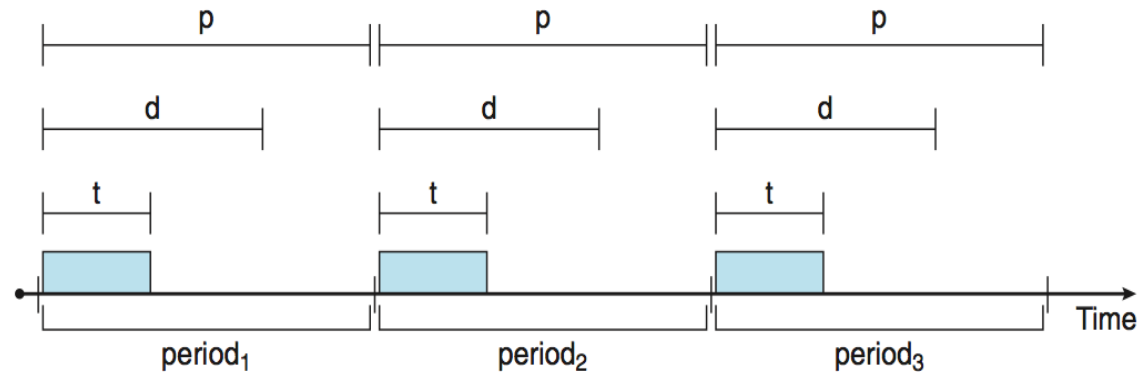 p p p
d d d
t t t
Time
period₁ period₂ period₃